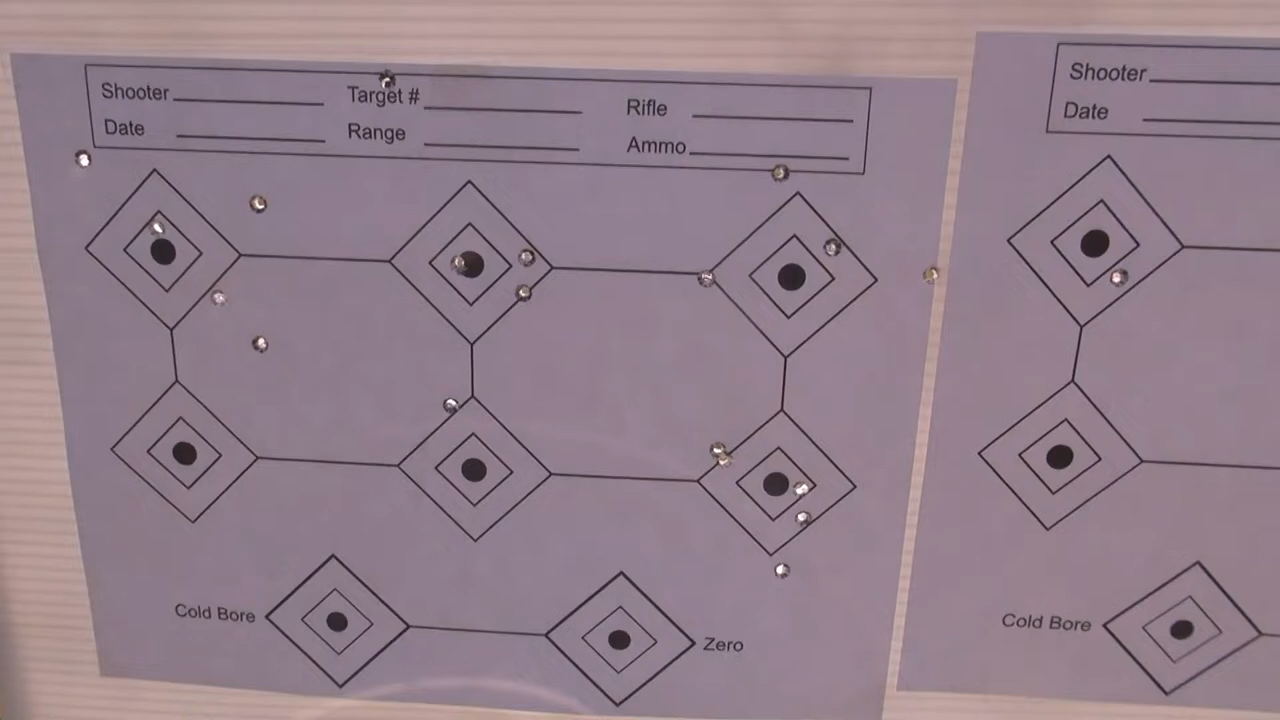 Shooter Target # Rifle
Date Range Ammo
Cold Bore
Zero
Shooter
Date
Cold Bore